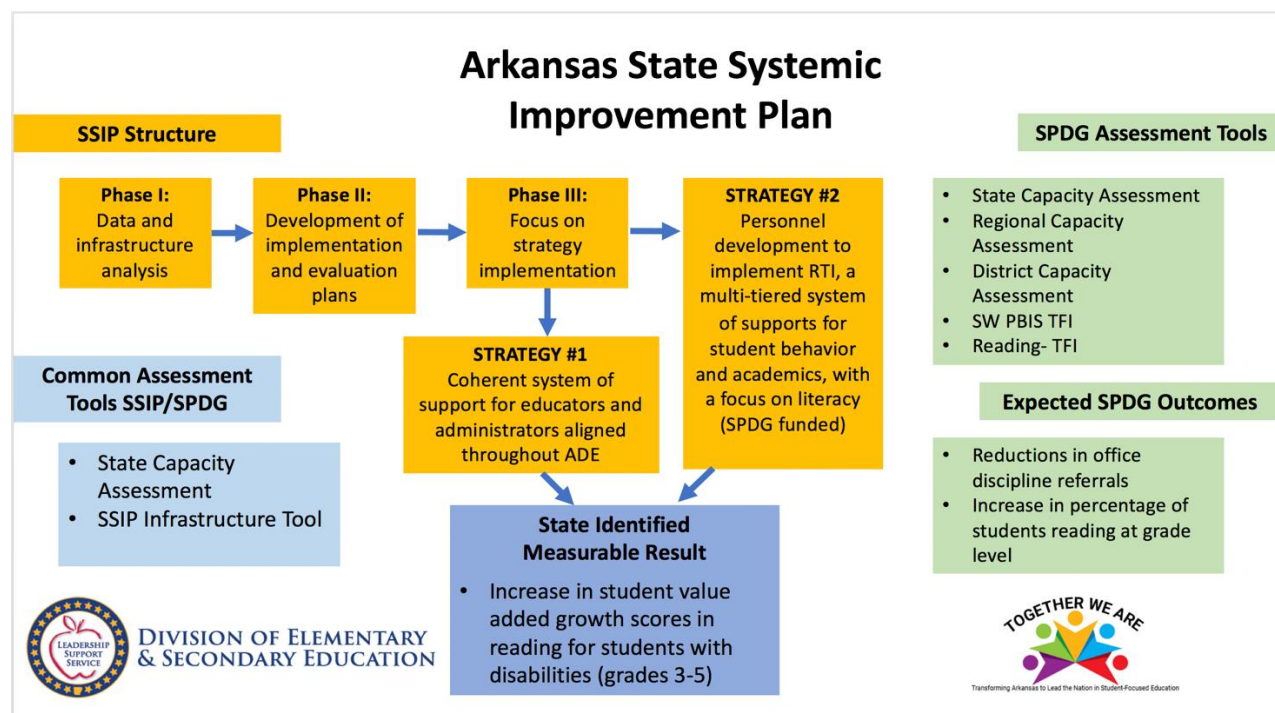 Arkansas State Systemic
Improvement Plan
SSIP Structure
Phase I:
Data and
infrastructure
analysis
Phase II:
Development of
implementation
and evaluation
plans
Phase III:
Focus on
strategy
implementation
STRATEGY #2
Personnel
development to
implement RTI, a
multi-tiered system
of supports for
student behavior
and academics, with
a focus on literacy
(SPDG funded)
STRATEGY #1
Coherent system of
support for educators and
administrators aligned
throughout ADE
Common Assessment
Tools SSIP/SPDG
• State Capacity
Assessment
• SSIP Infrastructure Tool
State Identified
Measurable Result
• Increase in student value
added growth scores in
reading for students with
disabilities (grades 3-5)
SPDG Assessment Tools
• State Capacity Assessment
• Regional Capacity
Assessment
• District Capacity
Assessment
• SW PBIS TFI
• Reading- TFI
Expected SPDG Outcomes
• Reductions in office
discipline referrals
• Increase in percentage of
students reading at grade
level
LEADERSHIP
SUPPORT
SERVICE
DIVISION OF ELEMENTARY
& SECONDARY EDUCATION
TOGETHER WE ARE
Transforming Arkansas to Lead the Nation in Student-Focused Education